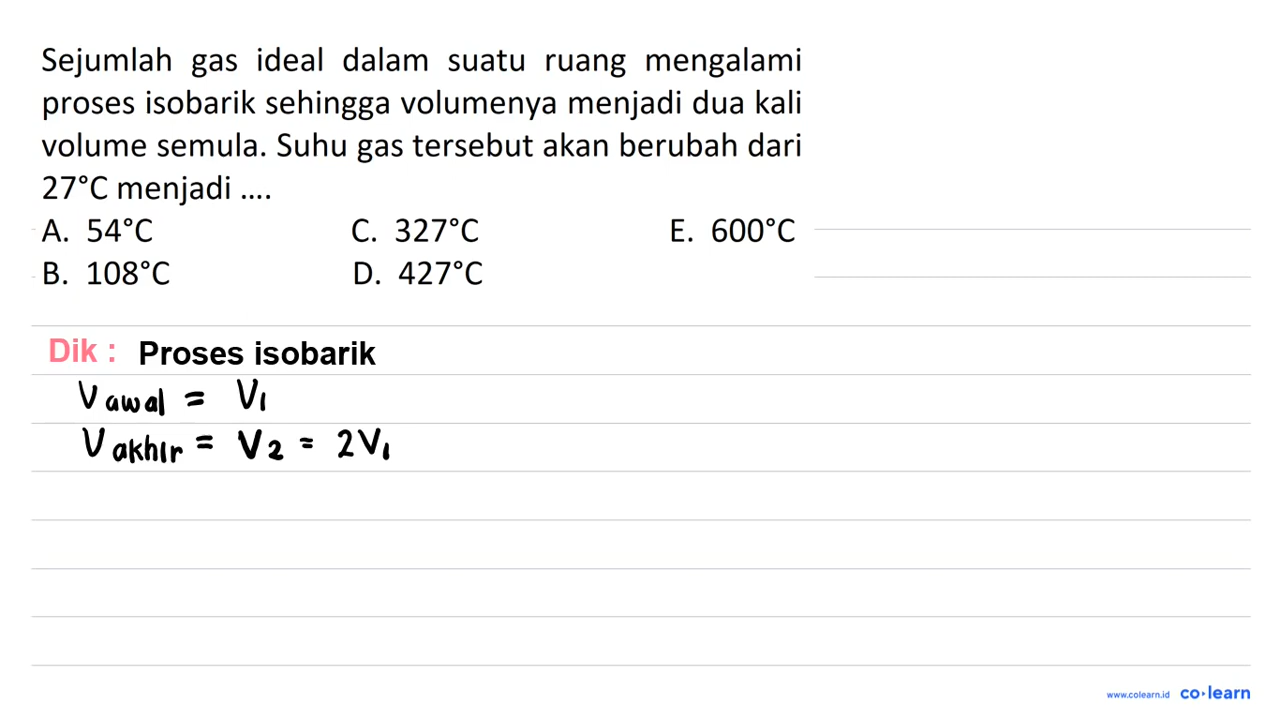 Sejumlah gas ideal dalam suatu ruang mengalami
proses isobarik sehingga volumenya menjadi dua kali
volume semula. Suhu gas tersebut akan berubah dari
27°C menjadi ....
A. 54°C C. 327°C E. 600°C
B. 108°C D. 427°C
Dik : Proses isobarik
V awal = V1
V akhir = V2 = 2V1
www.colearn.id co·learn